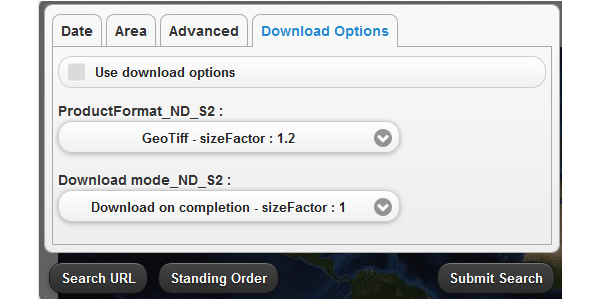 Date Area Advanced Download Options
Use download options
ProductFormat_ND_S2 :
GeoTiff - sizeFactor : 1.2
Download mode_ND_S2 :
Download on completion - sizeFactor : 1
Search URL Standing Order Submit Search